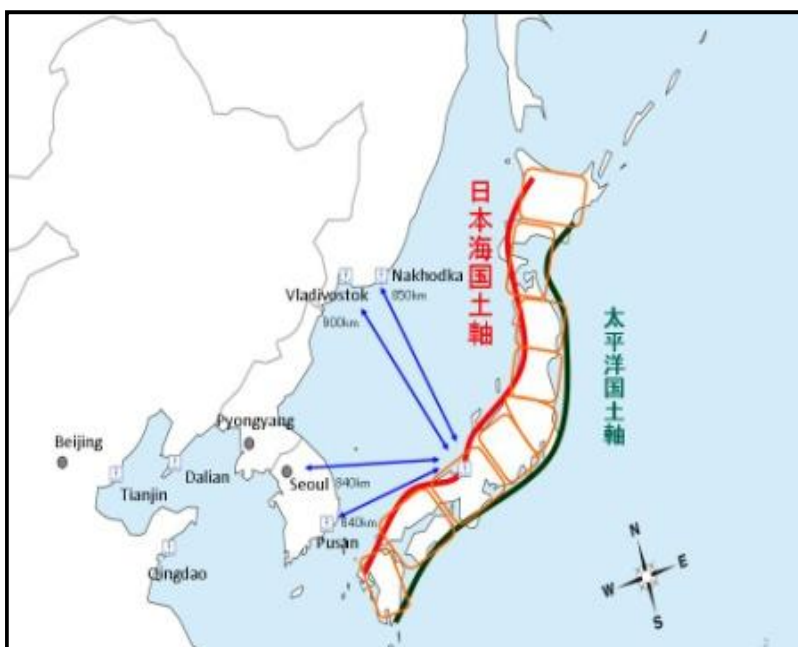 日本海国土軸
太平洋国土軸
Nakhodka
Vladivostok
850km
900km
Pyongyang
Beijing
Dalian
Seoul
840km
Tianjin
640km
Pusan
Qingdao
N
E
W
S